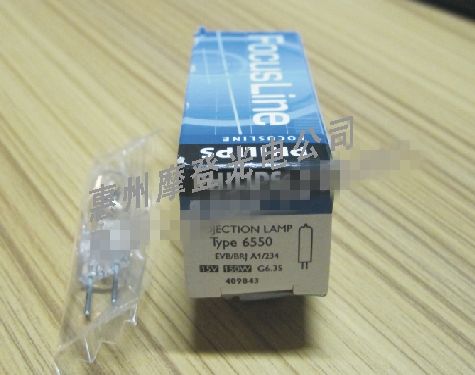 FocusLine
FOCUSLINE
PHILIPS
惠州摩登光电公司
OJECTION LAMP
Type 6550
EVB/BRJ A1/234
15V 150W G6.35
409843